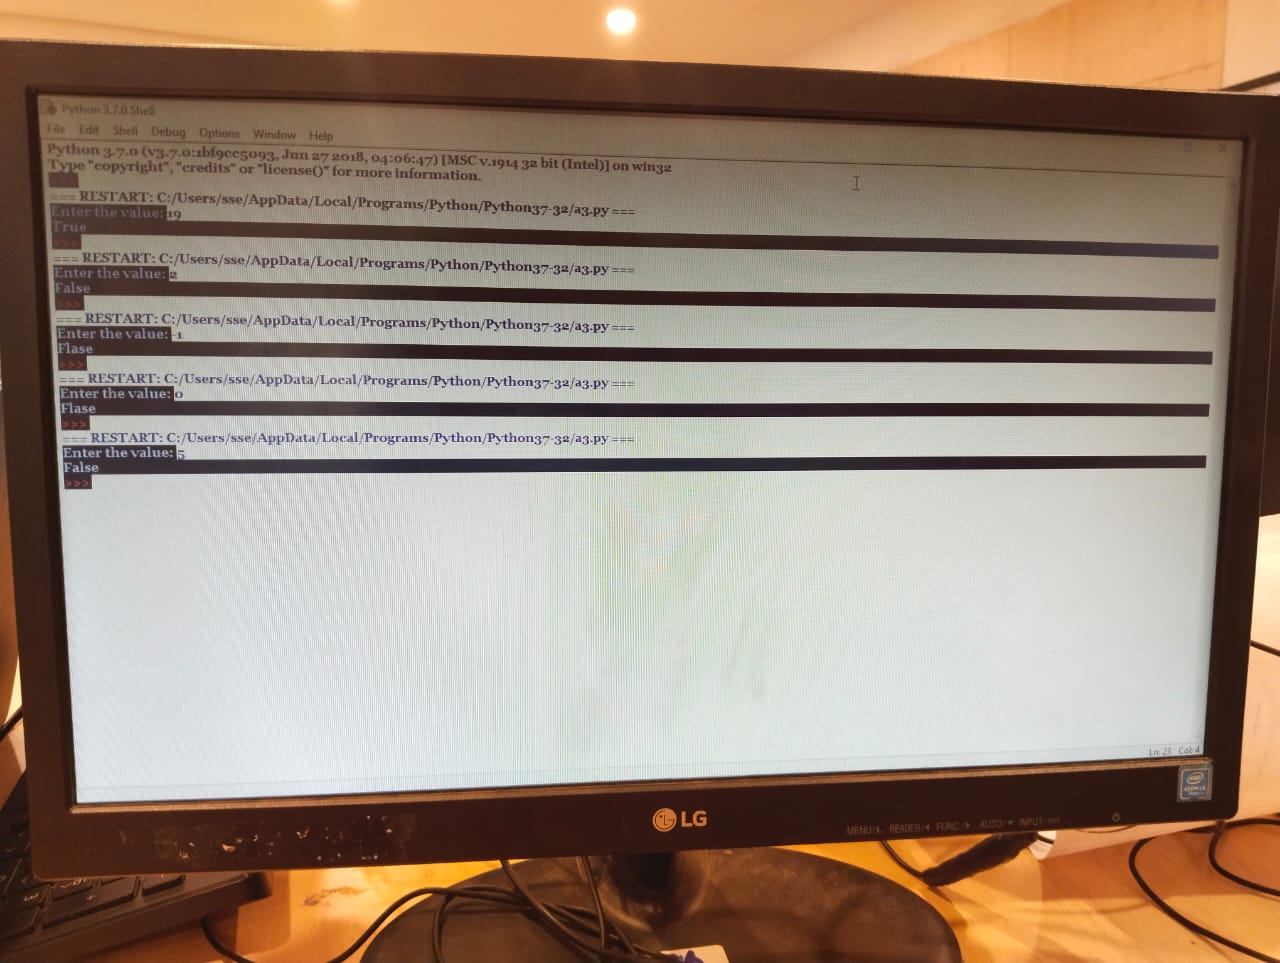 Python 3.7.0 Shell
File Edit Shell Debug Options Window Help
Python 3.7.0 (v3.7.0:1bf9cc5093, Jun 27 2018, 04:06:47) [MSC v.1914 32 bit (Intel)] on win32
Type "copyright", "credits" or "license()" for more information.
>>>
=== RESTART: C:/Users/sse/AppData/Local/Programs/Python/Python37-32/a3.py ===
Enter the value: 19
True
>>>
=== RESTART: C:/Users/sse/AppData/Local/Programs/Python/Python37-32/a3.py ===
Enter the value: 2
False
>>>
=== RESTART: C:/Users/sse/AppData/Local/Programs/Python/Python37-32/a3.py ===
Enter the value: -1
Flase
>>>
=== RESTART: C:/Users/sse/AppData/Local/Programs/Python/Python37-32/a3.py ===
Enter the value: 0
Flase
>>>
=== RESTART: C:/Users/sse/AppData/Local/Programs/Python/Python37-32/a3.py ===
Enter the value: 5
False
>>>
Ln: 23 Col: 4
LG
MENU/ READER/ FUNC./ AUTO/ INPUT/
intel